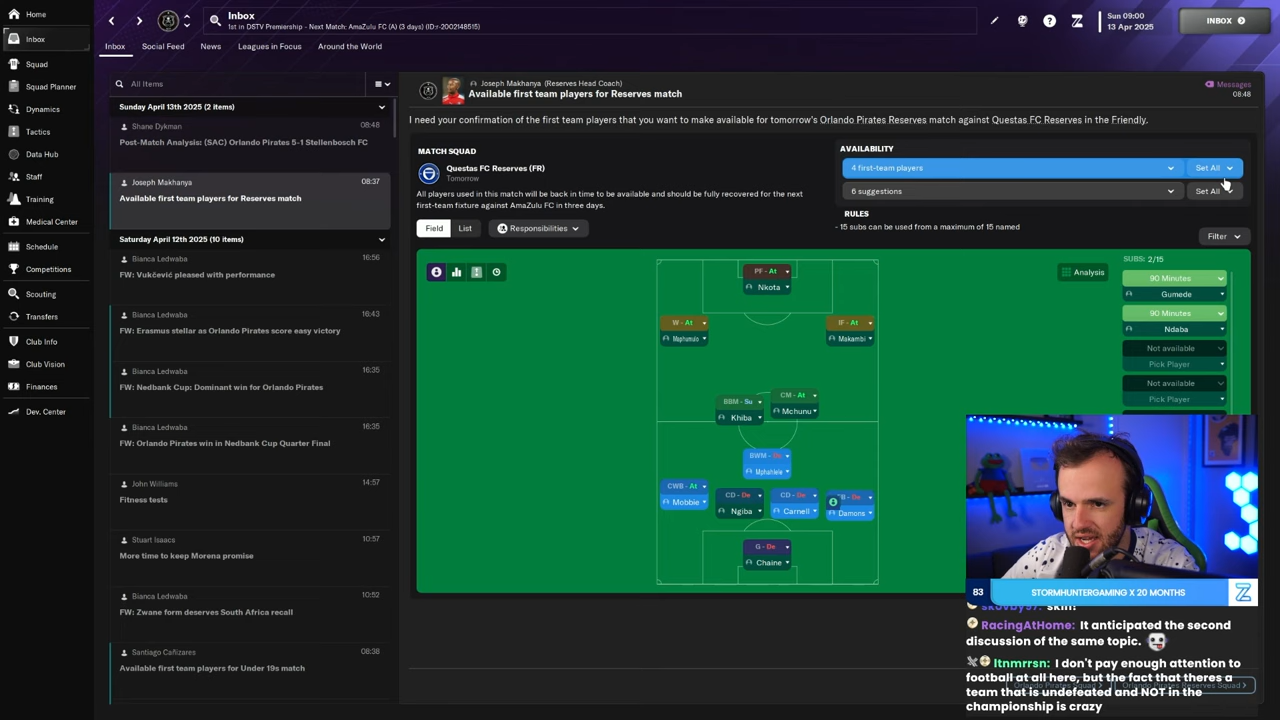 Home
Inbox
Squad
Squad Planner
Dynamics
Tactics
Data Hub
Staff
Training
Medical Center
Schedule
Competitions
Scouting
Transfers
Club Info
Club Vision
Finances
Dev. Center
Inbox
1st in DSTV Premiership - Next Match: AmaZulu FC (A) (3 days) (ID:r-2002148515)
Sun 09:00
13 Apr 2025
INBOX
Inbox
Social Feed
News
Leagues in Focus
Around the World
All Items
Sunday April 13th 2025 (2 items)
Shane Dykman
08:48
Post-Match Analysis: (SAC) Orlando Pirates 5-1 Stellenbosch FC
Joseph Makhanya
08:37
Available first team players for Reserves match
Saturday April 12th 2025 (10 items)
Bianca Ledwaba
16:56
FW: Vukčević pleased with performance
Bianca Ledwaba
16:43
FW: Erasmus stellar as Orlando Pirates score easy victory
Bianca Ledwaba
16:35
FW: Nedbank Cup: Dominant win for Orlando Pirates
Bianca Ledwaba
16:35
FW: Orlando Pirates win in Nedbank Cup Quarter Final
John Williams
14:57
Fitness tests
Stuart Isaacs
10:57
More time to keep Morena promise
Bianca Ledwaba
10:52
FW: Zwane form deserves South Africa recall
Santiago Cañizares
08:38
Available first team players for Under 19s match
Joseph Makhanya (Reserves Head Coach)
Available first team players for Reserves match
Messages
08:48
I need your confirmation of the first team players that you want to make available for tomorrow's Orlando Pirates Reserves match against Questas FC Reserves in the Friendly.
MATCH SQUAD
Questas FC Reserves (FR)
Tomorrow
All players used in this match will be back in time to be available and should be fully recovered for the next
first-team fixture against AmaZulu FC in three days.
AVAILABILITY
4 first-team players
Set All
6 suggestions
Set All
RULES
- 15 subs can be used from a maximum of 15 named
Field
List
Responsibilities
Filter
Analysis
SUBS: 2/15
90 Minutes
Gumede
90 Minutes
Ndaba
Not available
Pick Player
Not available
Pick Player
PF - At
Nkota
W - At
Maphumulo
IF - At
Makambi
BBM - Su
Khiba
CM - At
Mchunu
BWM - De
Mphahlele
CWB - At
Mobbie
CD - De
Ngiba
CD - De
Carnell
B - De
Damons
G - De
Chaine
83
STORMHUNTERGAMING X 20 MONTHS
skin!
RacingAtHome: It anticipated the second
discussion of the same topic.
Itnmrrsn: I don't pay enough attention to
football at all here, but the fact that theres a
team that is undefeated and NOT in the
championship is crazy